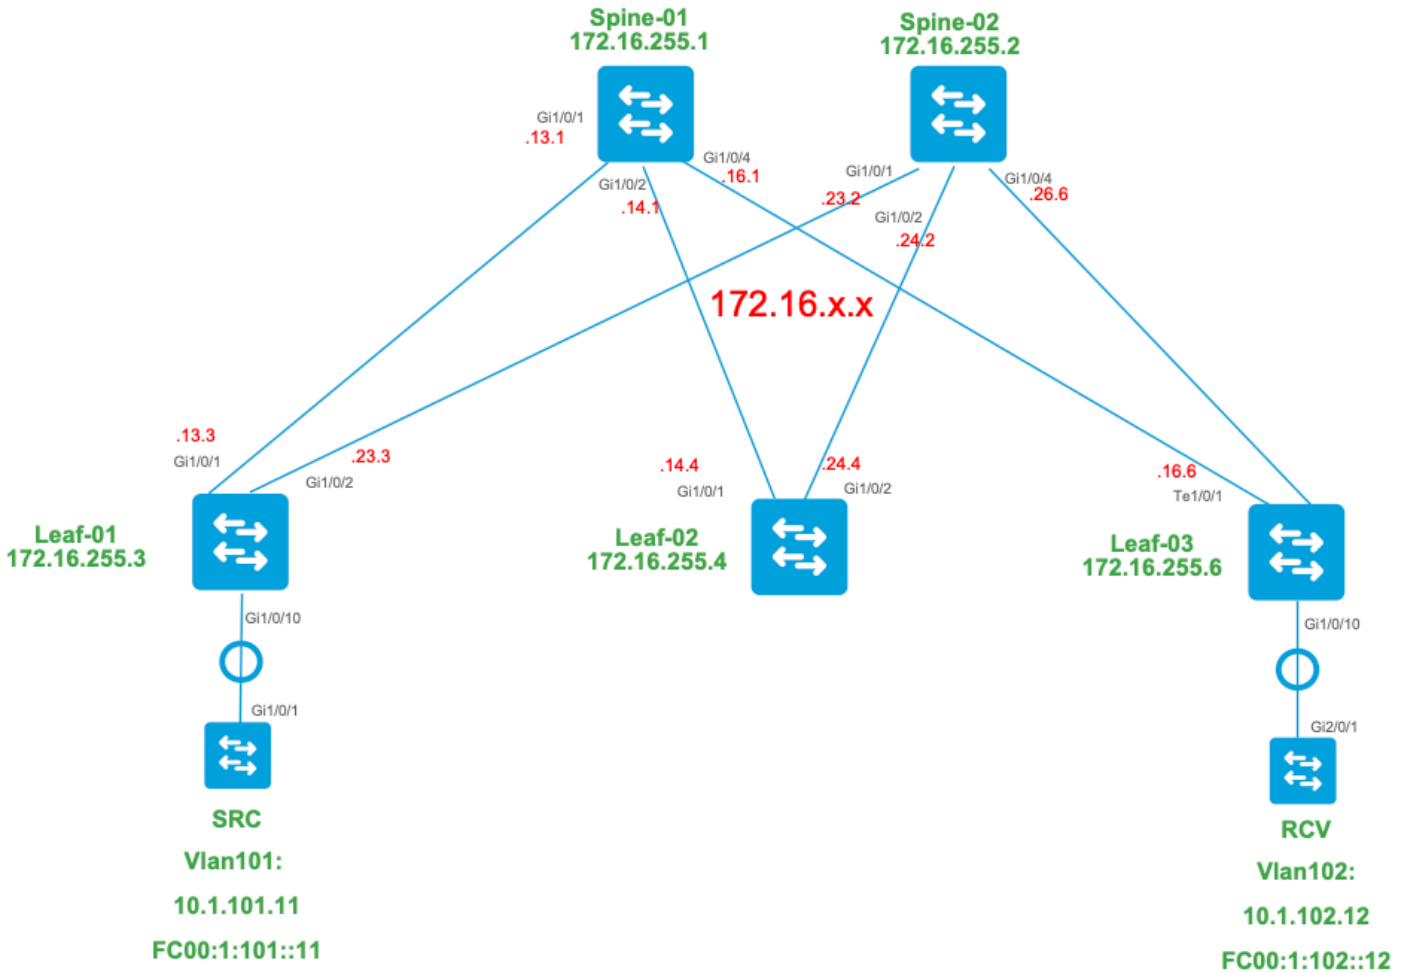 Spine-01
172.16.255.1
Spine-02
172.16.255.2
Gi1/0/1
.13.1
Gi1/0/2
.14.1
Gi1/0/4
.16.1
Gi1/0/1
.23.2
Gi1/0/2
.24.2
Gi1/0/4
.26.6
172.16.x.x
.13.3
Gi1/0/1
.23.3
Gi1/0/2
.14.4
Gi1/0/1
.24.4
Gi1/0/2
.16.6
Te1/0/1
Leaf-01
172.16.255.3
Leaf-02
172.16.255.4
Leaf-03
172.16.255.6
Gi1/0/10
Gi1/0/1
SRC
Vlan101:
10.1.101.11
FC00:1:101::11
Gi1/0/10
Gi2/0/1
RCV
Vlan102:
10.1.102.12
FC00:1:102::12